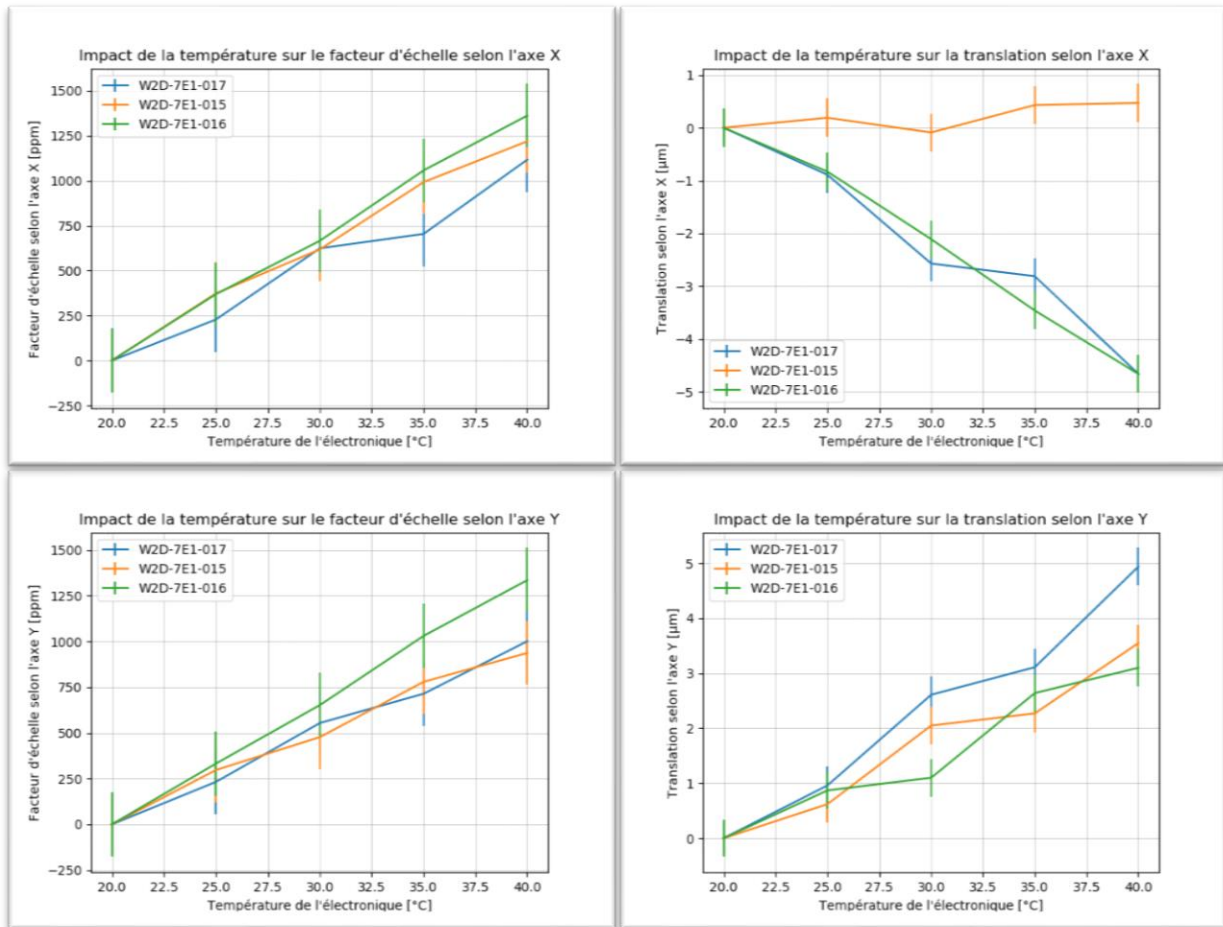 Impact de la température sur le facteur d'échelle selon l'axe X
W2D-7E1-017
W2D-7E1-015
W2D-7E1-016
Facteur d'échelle selon l'axe X [ppm]
1500
1250
1000
750
500
250
0
−250
20.0 22.5 25.0 27.5 30.0 32.5 35.0 37.5 40.0
Température de l'électronique [°C]
Impact de la température sur la translation selon l'axe X
Translation selon l'axe X [µm]
1
0
−1
−2
−3
−4
−5
W2D-7E1-017
W2D-7E1-015
W2D-7E1-016
20.0 22.5 25.0 27.5 30.0 32.5 35.0 37.5 40.0
Température de l'électronique [°C]
Impact de la température sur le facteur d'échelle selon l'axe Y
W2D-7E1-017
W2D-7E1-015
W2D-7E1-016
Facteur d'échelle selon l'axe Y [ppm]
1500
1250
1000
750
500
250
0
−250
20.0 22.5 25.0 27.5 30.0 32.5 35.0 37.5 40.0
Température de l'électronique [°C]
Impact de la température sur la translation selon l'axe Y
W2D-7E1-017
W2D-7E1-015
W2D-7E1-016
Translation selon l'axe Y [µm]
5
4
3
2
1
0
20.0 22.5 25.0 27.5 30.0 32.5 35.0 37.5 40.0
Température de l'électronique [°C]